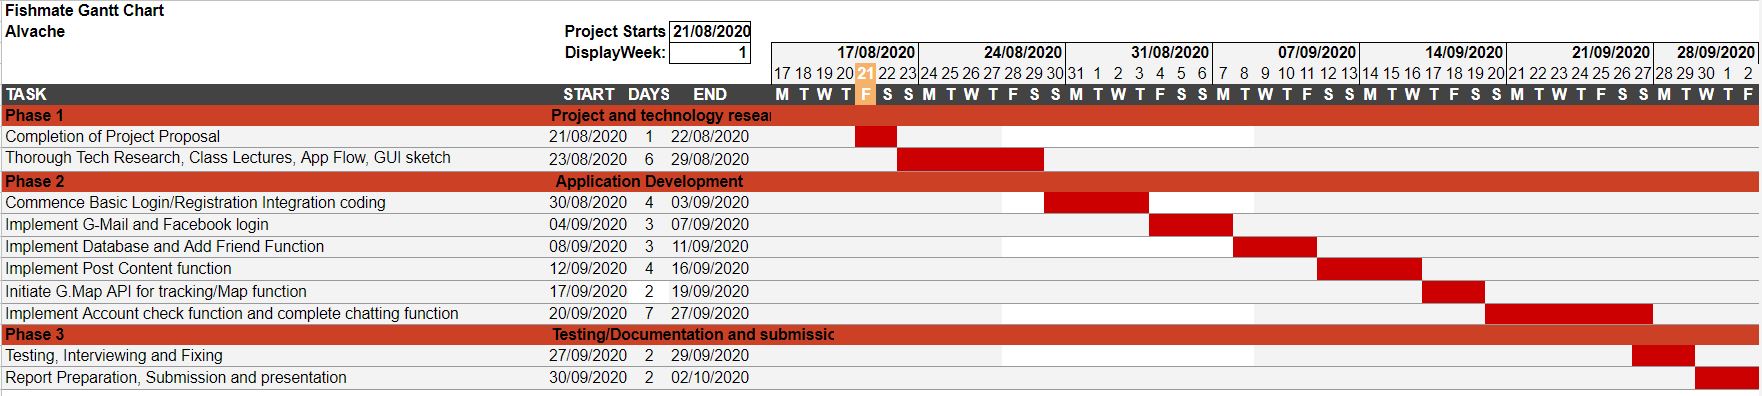 Fishmate Gantt Chart
Alvache Project Starts 21/08/2020
DisplayWeek: 1 17/08/2020 24/08/2020 31/08/2020 07/09/2020 14/09/2020 21/09/2020 28/09/2020
17 18 19 20 21 22 23 24 25 26 27 28 29 30 31 1 2 3 4 5 6 7 8 9 10 11 12 13 14 15 16 17 18 19 20 21 22 23 24 25 26 27 28 29 30 1 2
TASK START DAYS END M T W T F S S M T W T F S S M T W T F S S M T W T F S S M T W T F S S M T W T F S S M T W T F
Phase 1 Project and technology resea
Completion of Project Proposal 21/08/2020 1 22/08/2020
Thorough Tech Research, Class Lectures, App Flow, GUI sketch 23/08/2020 6 29/08/2020
Phase 2 Application Development
Commence Basic Login/Registration Integration coding 30/08/2020 4 03/09/2020
Implement G-Mail and Facebook login 04/09/2020 3 07/09/2020
Implement Database and Add Friend Function 08/09/2020 3 11/09/2020
Implement Post Content function 12/09/2020 4 16/09/2020
Initiate G.Map API for tracking/Map function 17/09/2020 2 19/09/2020
Implement Account check function and complete chatting function 20/09/2020 7 27/09/2020
Phase 3 Testing/Documentation and submissic
Testing, Interviewing and Fixing 27/09/2020 2 29/09/2020
Report Preparation, Submission and presentation 30/09/2020 2 02/10/2020